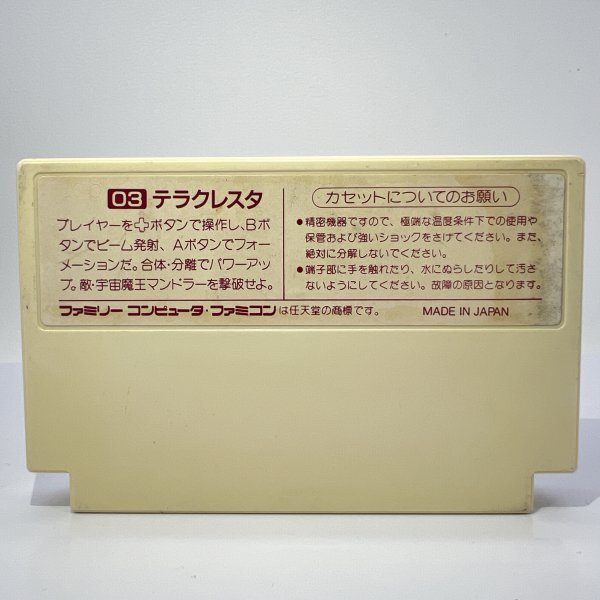 03 テラクレスタ
プレイヤーを✚ボタンで操作し、Bボ
タンでビーム発射、Aボタンでフォー
メーションだ。合体・分離でパワーアッ
プ。敵・宇宙魔王マンドラーを撃破せよ。
カセットについてのお願い
●精密機器ですので、極端な温度条件下での使用や
保管および強いショックをさけてください。また、
絶対に分解しないでください。
●端子部に手を触れたり、水にぬらしたりして汚さ
ないようにしてください。故障の原因となります。
ファミリーコンピュータ・ファミコンは任天堂の商標です。
MADE IN JAPAN